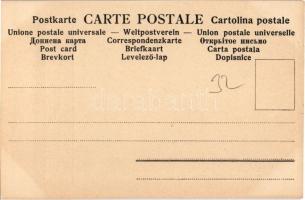 Postkarte CARTE POSTALE Cartolina postale
Unione postale universale — Weltpostverein — Union postale universelle
Дописна карта Correspondenzkarte Открытое письмо
Post card Briefkaart Carta postala
Brevkort Levelező-lap Dopisnice
32